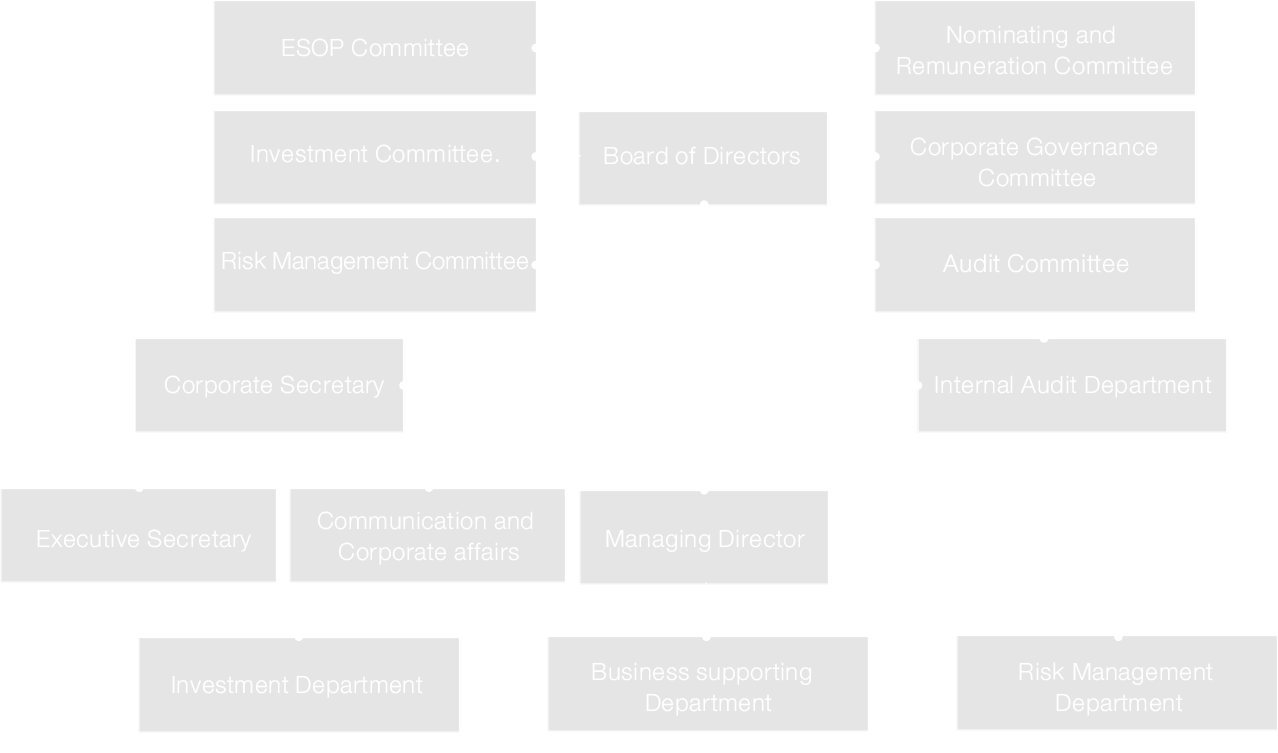 ESOP Committee
Nominating and
Remuneration Committee
Investment Committee.
Board of Directors
Corporate Governance
Committee
Risk Management Committee
Audit Committee
Corporate Secretary
Internal Audit Department
Executive Secretary
Communication and
Corporate affairs
Managing Director
Investment Department
Business supporting
Department
Risk Management
Department